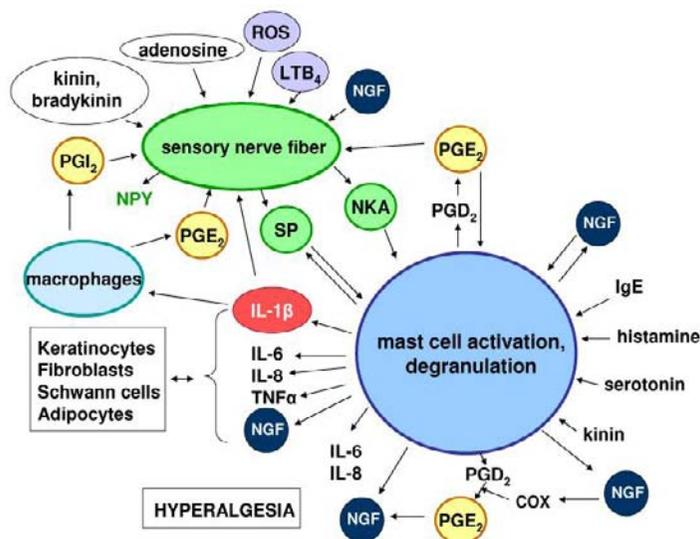 ROS
adenosine
LTB4
kinin,
bradykinin
NGF
sensory nerve fiber
PGE2
PGI2
NPY
NKA
PGD2
SP
PGE2
NGF
macrophages
IgE
IL-1β
histamine
mast cell activation,
degranulation
Keratinocytes
Fibroblasts
Schwann cells
Adipocytes
IL-6
IL-8
TNFα
NGF
serotonin
kinin
IL-6
IL-8
PGD2
COX
NGF
HYPERALGESIA
NGF
PGE2